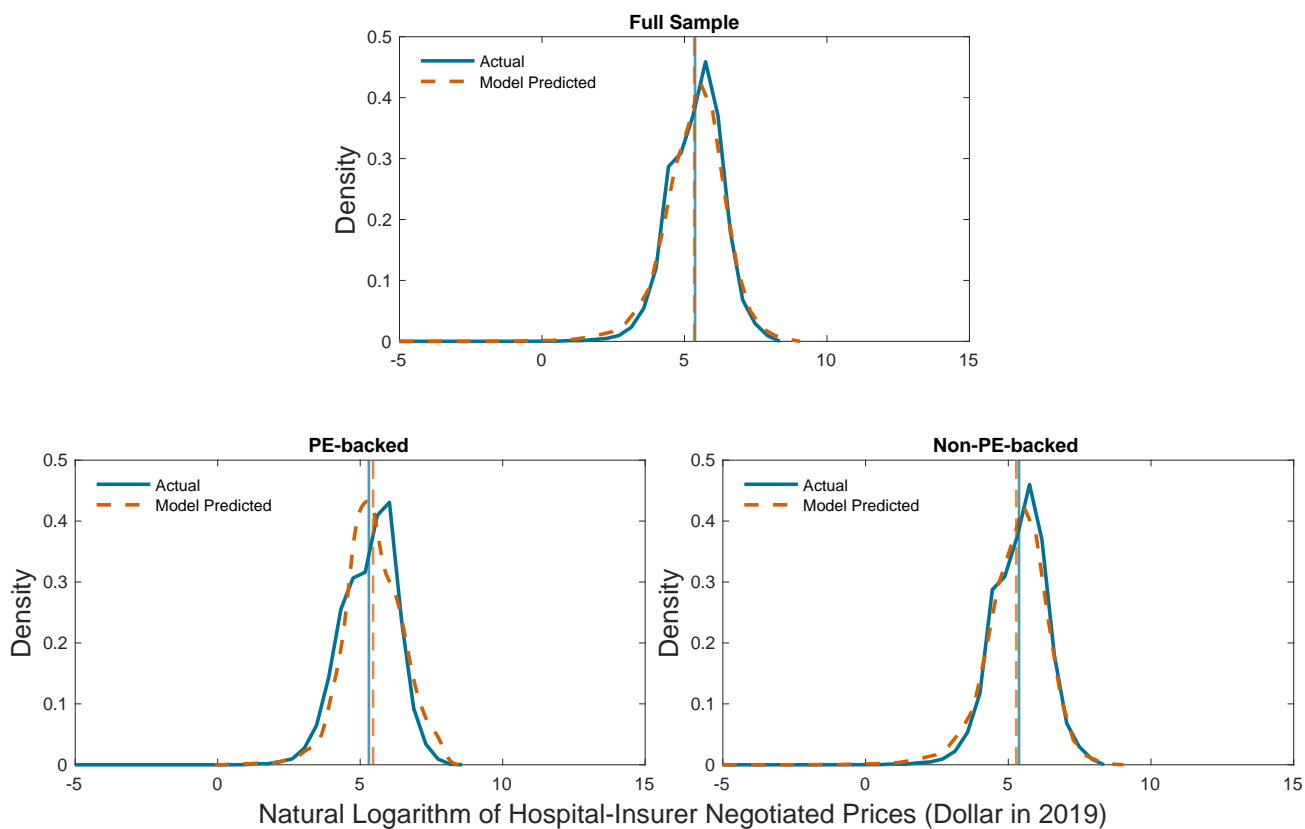 Full Sample
0.5
Actual
Model Predicted
0.4
0.3
0.2
0.1
0
Density
-5 0 5 10 15
PE-backed
0.5
Actual
Model Predicted
0.4
0.3
0.2
0.1
0
Density
-5 0 5 10 15
Non-PE-backed
0.5
Actual
Model Predicted
0.4
0.3
0.2
0.1
0
Density
-5 0 5 10 15
Natural Logarithm of Hospital-Insurer Negotiated Prices (Dollar in 2019)